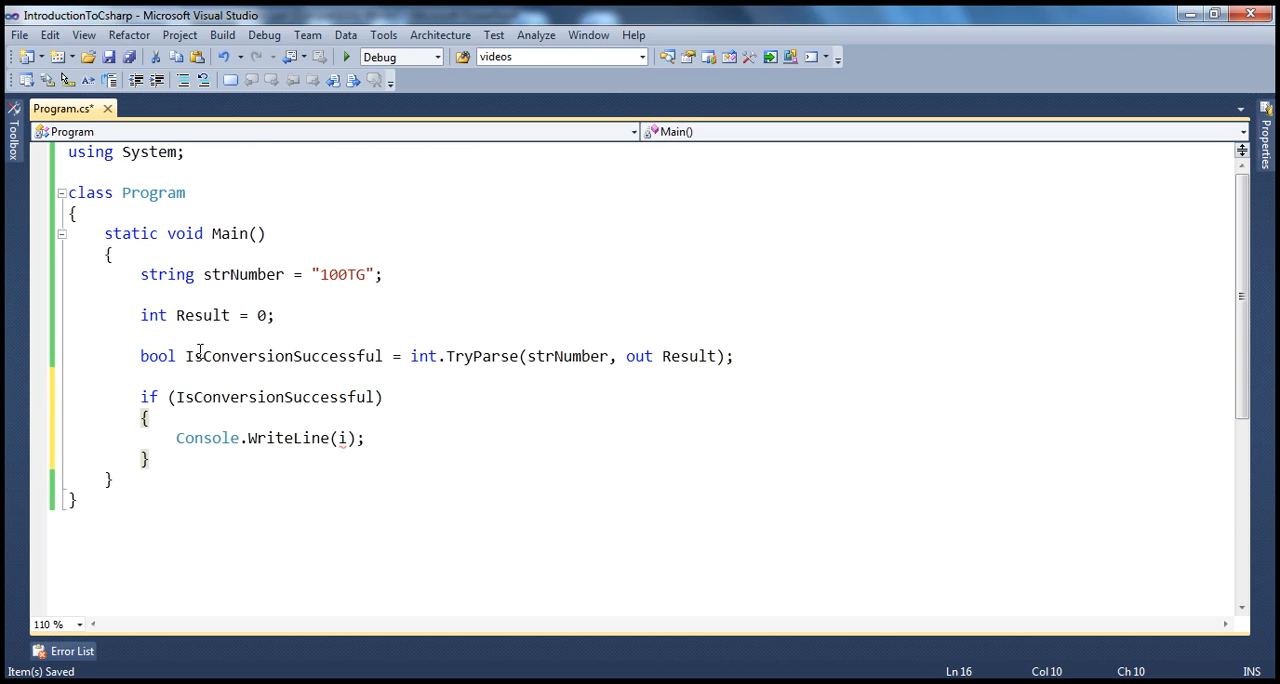 IntroductionToCsharp - Microsoft Visual Studio
File Edit View Refactor Project Build Debug Team Data Tools Architecture Test Analyze Window Help
Debug videos
Program.cs* 
Toolbox
Properties
Program Main()
using System;
class Program
{
static void Main()
{
string strNumber = "100TG";
int Result = 0;
bool IsConversionSuccessful = int.TryParse(strNumber, out Result);
if (IsConversionSuccessful)
{
Console.WriteLine(i);
}
}
}
110 %
Error List
Item(s) Saved Ln 16 Col 10 Ch 10 INS